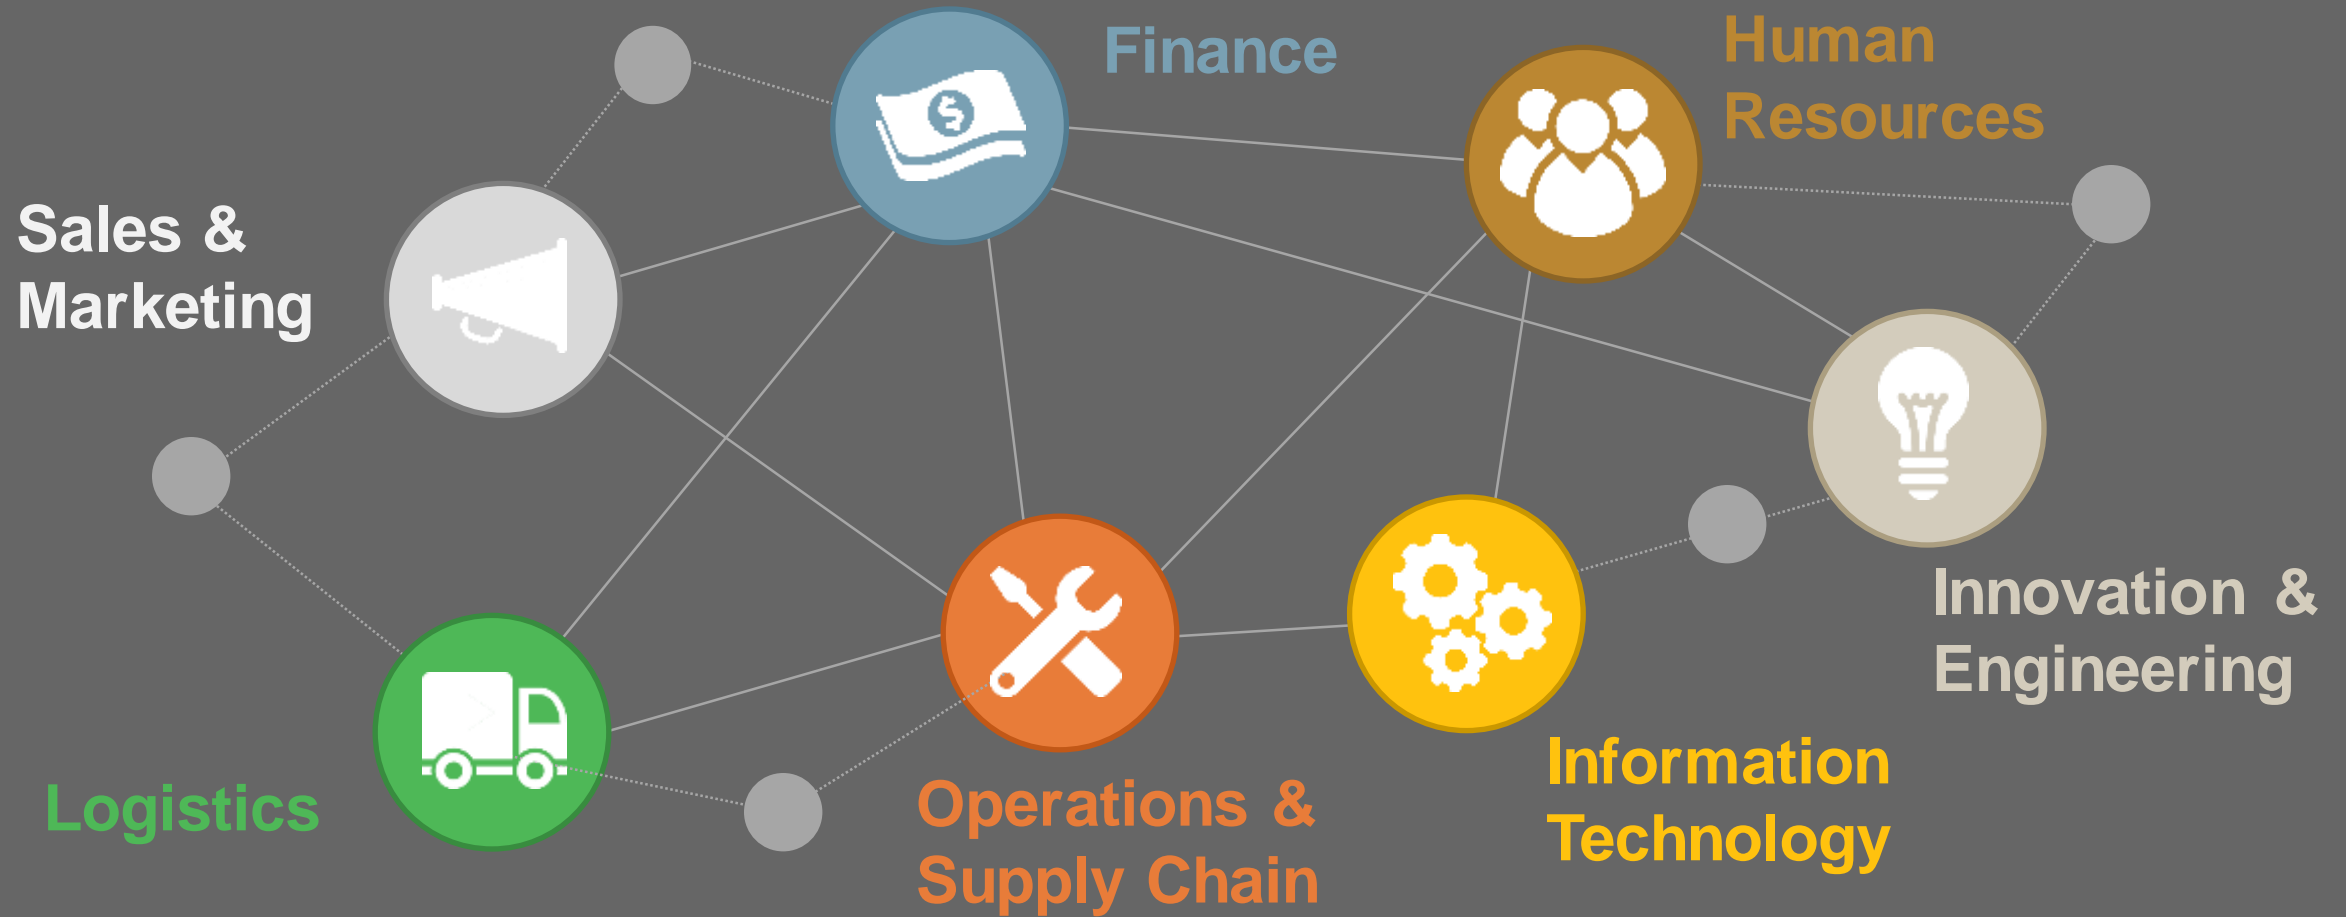 Finance
Human
Resources
Sales &
Marketing
Innovation &
Engineering
Information
Technology
Logistics
Operations &
Supply Chain